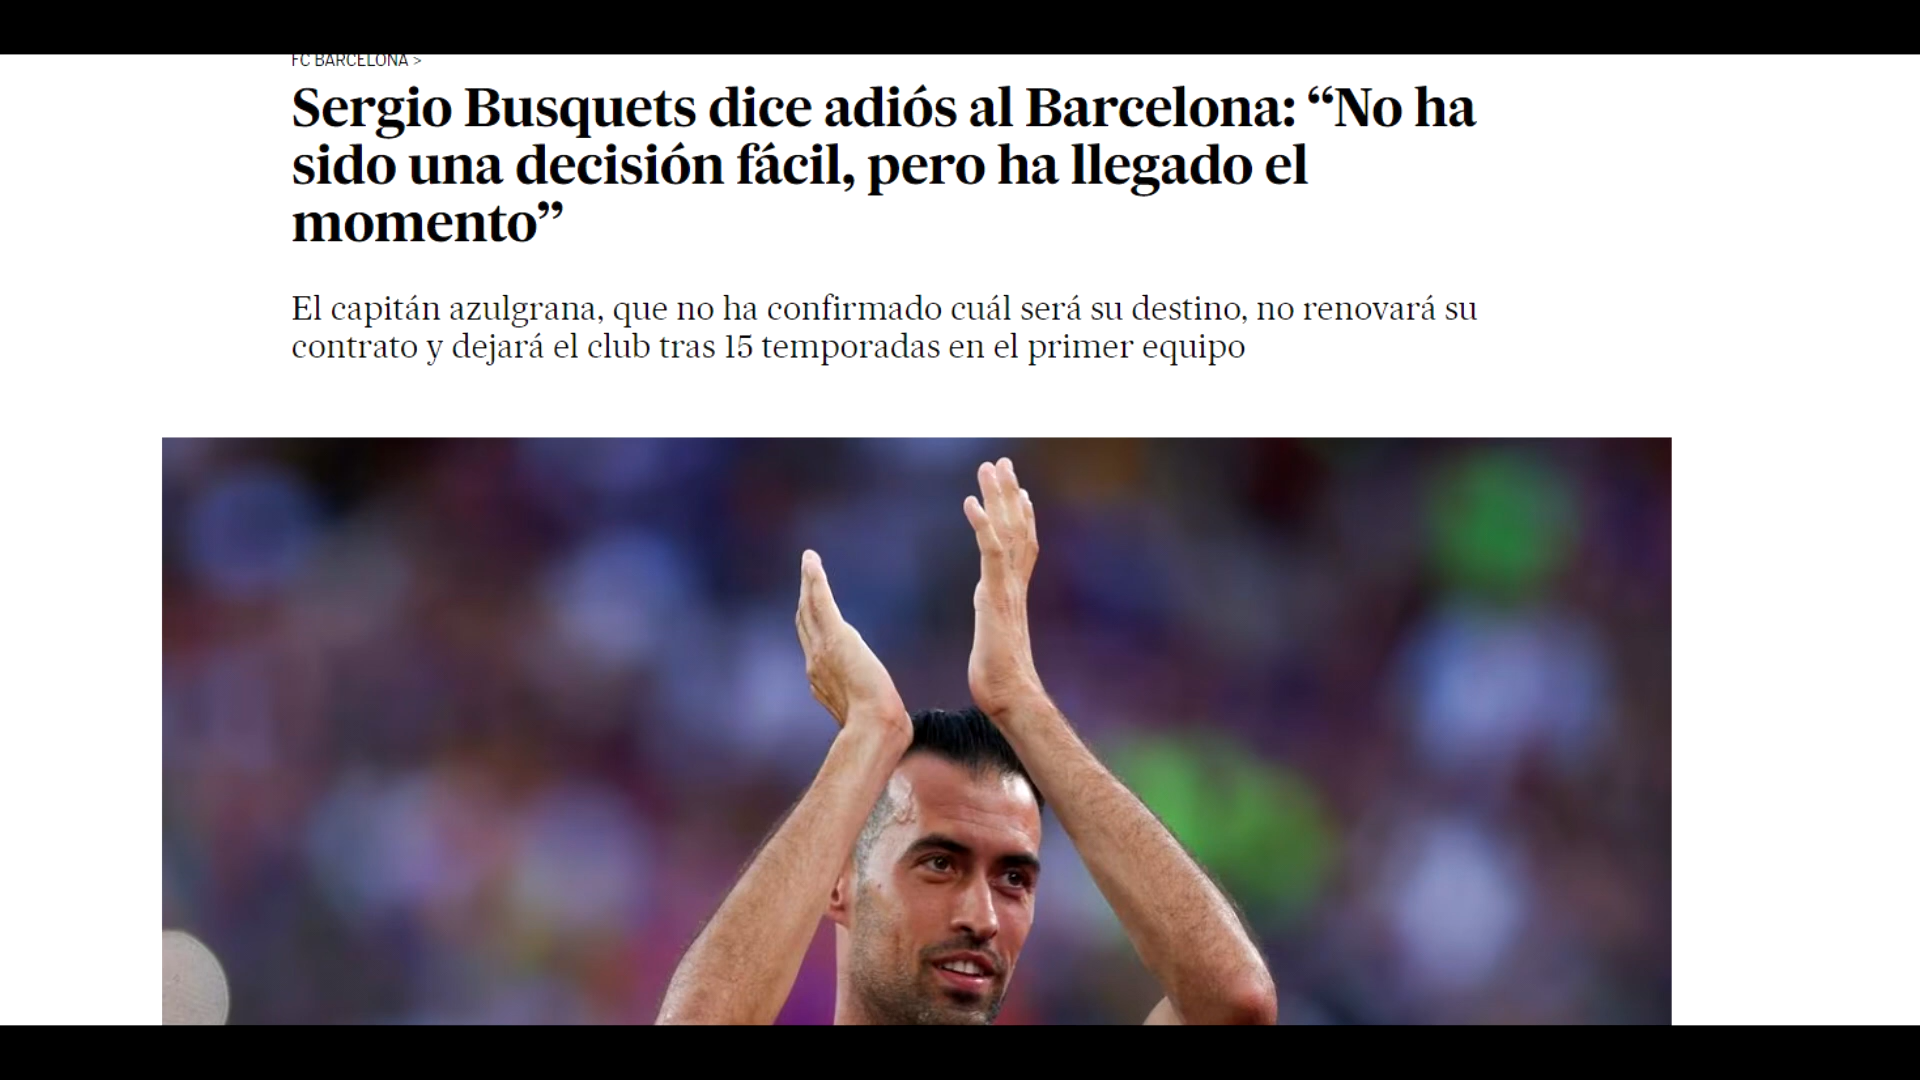 FC BARCELONA >
Sergio Busquets dice adiós al Barcelona: “No ha
sido una decisión fácil, pero ha llegado el
momento”
El capitán azulgrana, que no ha confirmado cuál será su destino, no renovará su
contrato y dejará el club tras 15 temporadas en el primer equipo